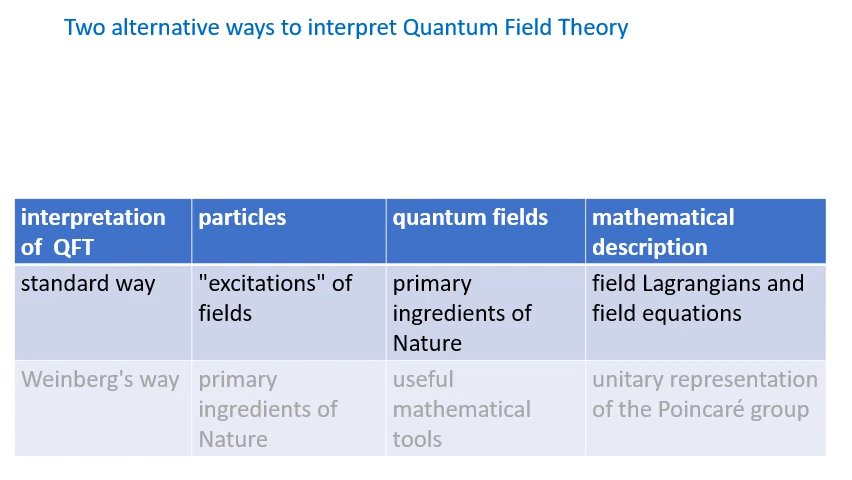 Two alternative ways to interpret Quantum Field Theory
interpretation of QFT
particles
quantum fields
mathematical description
standard way
"excitations" of fields
primary ingredients of Nature
field Lagrangians and field equations
Weinberg's way
primary ingredients of Nature
useful mathematical tools
unitary representation of the Poincaré group